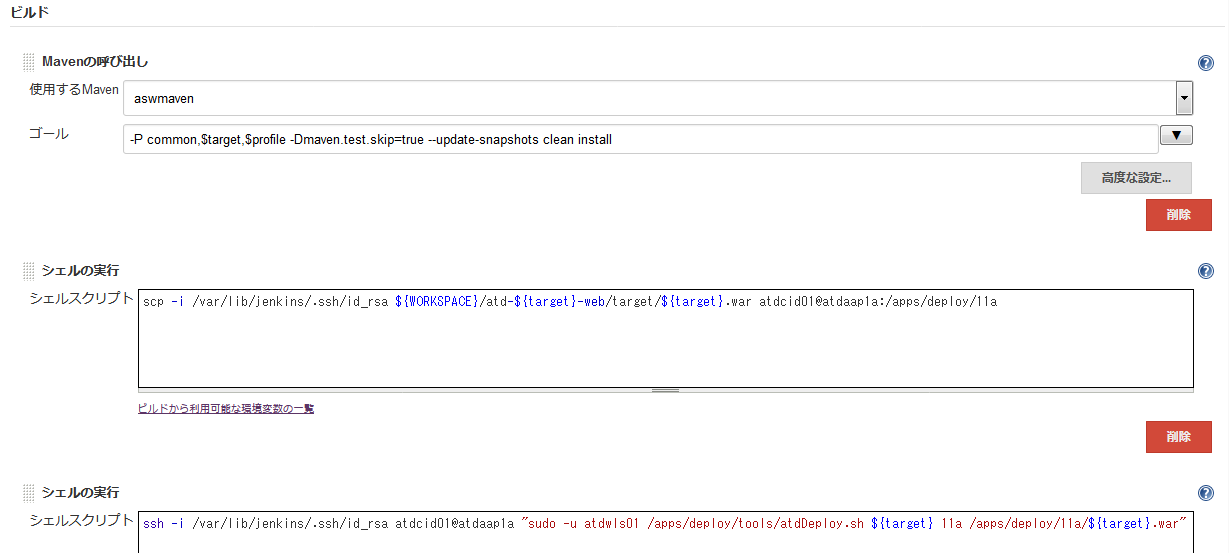 ビルド
Mavenの呼び出し
使用するMaven
aswmaven
ゴール
-P common,$target,$profile -Dmaven.test.skip=true --update-snapshots clean install
▼
高度な設定...
削除
シェルの実行
シェルスクリプト
scp -i /var/lib/jenkins/.ssh/id_rsa ${WORKSPACE}/atd-${target}-web/target/${target}.war atdcid01@atdaap1a:/apps/deploy/11a
ビルドから利用可能な環境変数の一覧
削除
シェルの実行
シェルスクリプト
ssh -i /var/lib/jenkins/.ssh/id_rsa atdcid01@atdaap1a "sudo -u atdwls01 /apps/deploy/tools/atdDeploy.sh ${target} 11a /apps/deploy/11a/${target}.war"